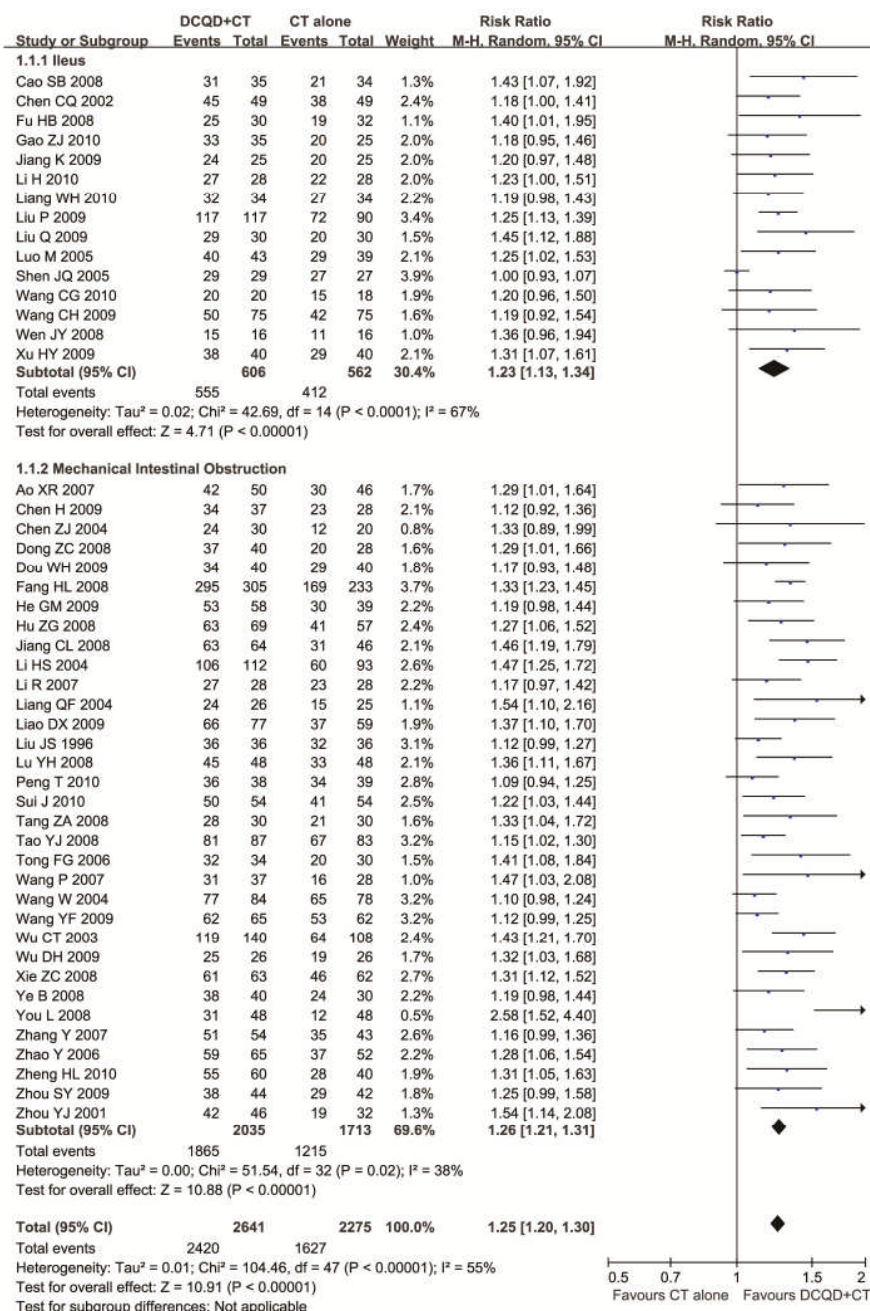 DCQD+CT CT alone Risk Ratio Risk Ratio
Study or Subgroup Events Total Events Total Weight M-H, Random, 95% CI M-H, Random, 95% CI
1.1.1 Ileus
Cao SB 2008 31 35 21 34 1.3% 1.43 [1.07, 1.92]
Chen CQ 2002 45 49 38 49 2.4% 1.18 [1.00, 1.41]
Fu HB 2008 25 30 19 32 1.1% 1.40 [1.01, 1.95]
Gao ZJ 2010 33 35 20 25 2.0% 1.18 [0.95, 1.46]
Jiang K 2009 24 25 20 25 2.0% 1.20 [0.97, 1.48]
Li H 2010 27 28 22 28 2.0% 1.23 [1.00, 1.51]
Liang WH 2010 32 34 27 34 2.1% 1.19 [0.98, 1.43]
Liu P 2009 117 117 72 90 3.4% 1.25 [1.13, 1.39]
Liu Q 2009 29 30 20 30 1.5% 1.45 [1.12, 1.88]
Luo M 2005 40 43 29 39 2.0% 1.25 [1.02, 1.53]
Shen JQ 2005 29 29 27 27 3.9% 1.00 [0.93, 1.07]
Wang CG 2010 20 20 15 18 1.9% 1.20 [0.96, 1.50]
Wang CH 2009 50 75 42 75 1.6% 1.19 [0.92, 1.54]
Wen JY 2008 15 16 11 16 1.0% 1.36 [0.96, 1.94]
Xu HY 2009 38 40 29 40 2.1% 1.31 [1.07, 1.61]
Subtotal (95% CI) 606 562 30.4% 1.23 [1.13, 1.34]
Total events 555 412
Heterogeneity: Tau² = 0.02; Chi² = 42.69, df = 14 (P < 0.0001); I² = 67%
Test for overall effect: Z = 4.71 (P < 0.00001)
1.1.2 Mechanical Intestinal Obstruction
Ao XR 2007 42 50 30 46 1.7% 1.29 [1.01, 1.64]
Chen H 2009 34 37 23 28 2.1% 1.12 [0.92, 1.36]
Chen ZJ 2004 24 30 12 20 0.8% 1.33 [0.89, 1.99]
Dong ZC 2008 37 40 20 28 1.6% 1.29 [1.01, 1.66]
Dou WH 2009 34 40 29 40 1.9% 1.17 [0.93, 1.48]
Fang HL 2008 295 305 169 233 3.7% 1.33 [1.23, 1.45]
He GM 2009 53 58 30 39 2.2% 1.19 [0.98, 1.44]
Hu ZG 2008 63 69 41 57 2.4% 1.27 [1.06, 1.52]
Jiang CL 2008 63 64 31 46 2.1% 1.46 [1.19, 1.79]
Li HS 2004 106 112 60 93 2.6% 1.47 [1.25, 1.72]
Li R 2007 27 28 23 28 2.2% 1.17 [0.97, 1.42]
Liang QF 2004 24 26 15 25 1.1% 1.54 [1.10, 2.16]
Liao DX 2009 66 77 37 59 1.9% 1.37 [1.10, 1.70]
Liu JS 1996 36 36 32 36 3.1% 1.12 [0.99, 1.27]
Lu YH 2008 45 48 33 48 2.1% 1.36 [1.11, 1.67]
Peng T 2010 36 38 34 39 2.8% 1.09 [0.94, 1.25]
Sui J 2010 50 54 41 54 2.5% 1.22 [1.03, 1.44]
Tang ZA 2008 28 30 21 30 1.6% 1.33 [1.04, 1.72]
Tao YJ 2008 81 87 67 83 3.2% 1.15 [1.02, 1.30]
Tong FG 2006 32 34 20 30 1.5% 1.41 [1.08, 1.84]
Wang P 2007 31 37 16 28 1.0% 1.47 [1.03, 2.08]
Wang W 2004 77 84 65 78 3.2% 1.10 [0.98, 1.24]
Wang YF 2009 62 65 53 62 3.2% 1.12 [0.99, 1.25]
Wu CT 2003 119 140 64 108 2.4% 1.43 [1.21, 1.70]
Wu DH 2009 25 26 19 26 1.6% 1.32 [1.03, 1.68]
Xie ZC 2008 61 63 46 62 2.7% 1.31 [1.12, 1.52]
Ye B 2008 38 40 24 30 2.2% 1.19 [0.98, 1.44]
You L 2008 31 48 12 48 0.5% 2.58 [1.52, 4.40]
Zhang Y 2007 51 54 35 43 2.6% 1.16 [0.99, 1.36]
Zhao Y 2006 59 65 37 52 2.2% 1.28 [1.06, 1.54]
Zheng HL 2010 55 60 28 40 1.9% 1.31 [1.05, 1.63]
Zhou SY 2009 38 44 29 42 1.8% 1.25 [0.99, 1.58]
Zhou YJ 2001 42 46 19 32 1.3% 1.54 [1.14, 2.08]
Subtotal (95% CI) 2035 1713 69.6% 1.26 [1.21, 1.31]
Total events 1865 1215
Heterogeneity: Tau² = 0.00; Chi² = 51.54, df = 32 (P = 0.02); I² = 38%
Test for overall effect: Z = 10.88 (P < 0.00001)
Total (95% CI) 2641 2275 100.0% 1.25 [1.20, 1.30]
Total events 2420 1627
Heterogeneity: Tau² = 0.01; Chi² = 104.46, df = 47 (P < 0.00001); I² = 55%
Test for overall effect: Z = 10.91 (P < 0.00001)
Test for subgroup differences: Not applicable
0.5 0.7 1 1.5 2
Favours CT alone Favours DCQD+CT